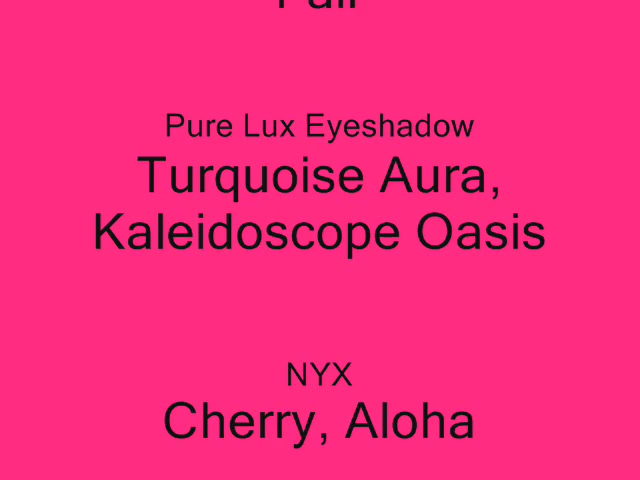 Pure Lux Eyeshadow
Turquoise Aura,
Kaleidoscope Oasis
NYX
Cherry, Aloha